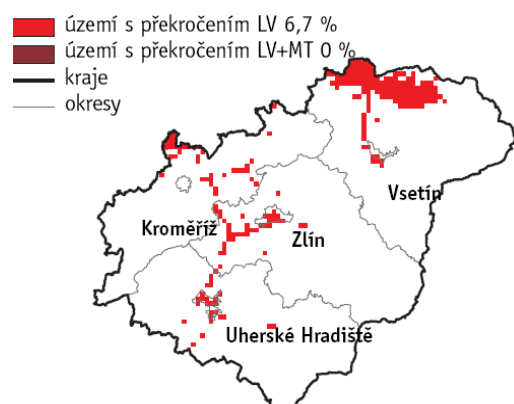 území s překročením LV 6,7 %
území s překročením LV+MT 0 %
kraje
okresy
Vsetín
Kroměříž
Zlín
Uherské Hradiště